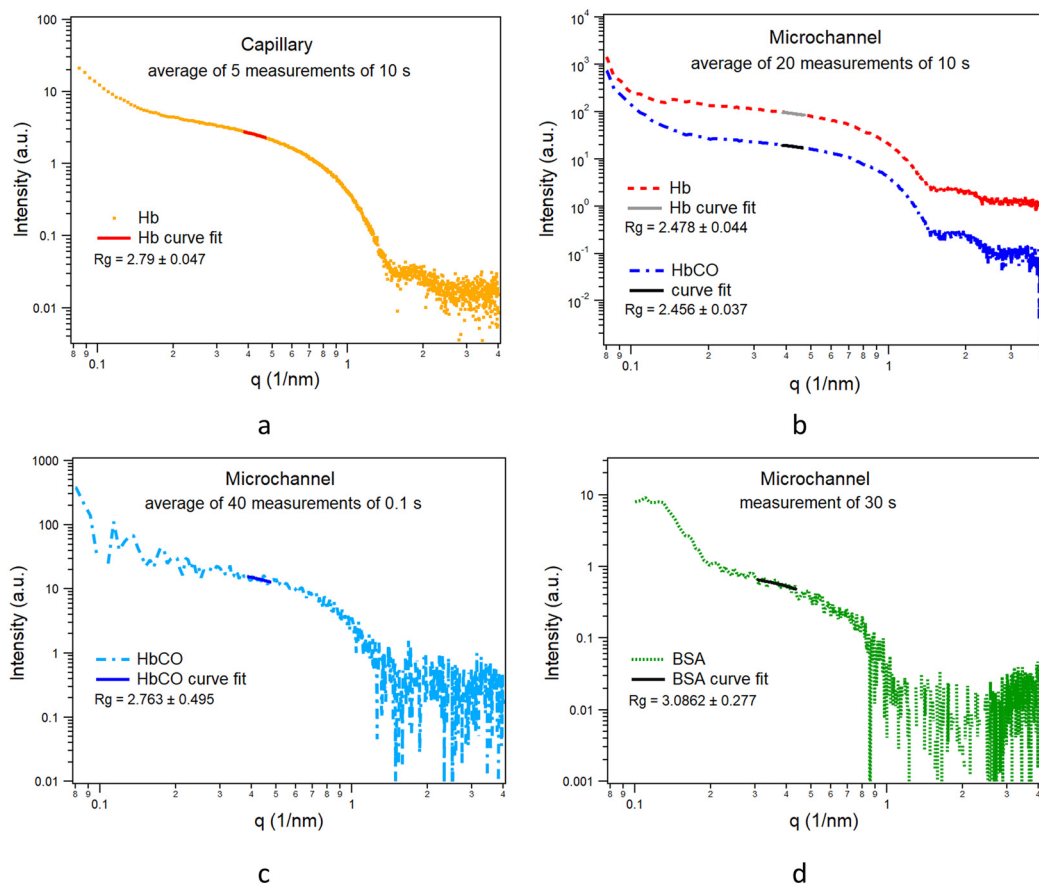 Capillary
average of 5 measurements of 10 s
Intensity (a.u.)
100
10
1
0.1
0.01
Hb
Hb curve fit
Rg = 2.79 ± 0.047
8 9 0.1 2 3 4 5 6 7 8 9 1 2 3 4
q (1/nm)
a
Microchannel
average of 20 measurements of 10 s
Intensity (a.u.)
10^4
10^3
10^2
10^1
10^0
10^-1
10^-2
Hb
Hb curve fit
Rg = 2.478 ± 0.044
HbCO
curve fit
Rg = 2.456 ± 0.037
8 9 0.1 2 3 4 5 6 7 8 9 1 2 3 4
q (1/nm)
b
Microchannel
average of 40 measurements of 0.1 s
Intensity (a.u.)
1000
100
10
1
0.1
0.01
HbCO
HbCO curve fit
Rg = 2.763 ± 0.495
8 9 0.1 2 3 4 5 6 7 8 9 1 2 3 4
q (1/nm)
c
Microchannel
measurement of 30 s
Intensity (a.u.)
10
1
0.1
0.01
0.001
BSA
BSA curve fit
Rg = 3.0862 ± 0.277
8 9 0.1 2 3 4 5 6 7 8 9 1 2 3 4
q (1/nm)
d